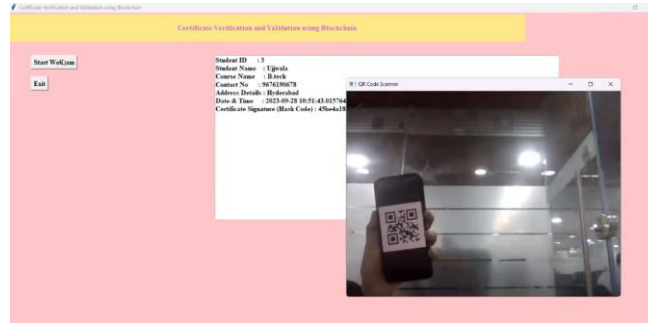 Certificate Verification and Validation using Blockchain
Certificate Verification and Validation using Blockchain
Start Webcam
Exit
Student ID : 3
Student Name : Ujjwala
Course Name : B.tech
Contact No : 9676190678
Address Details : Hyderabad
Date & Time : 2023-09-28 10:51:43.015764
Certificate Signature (Hash Code) : 45be4a18
QR Code Scanner